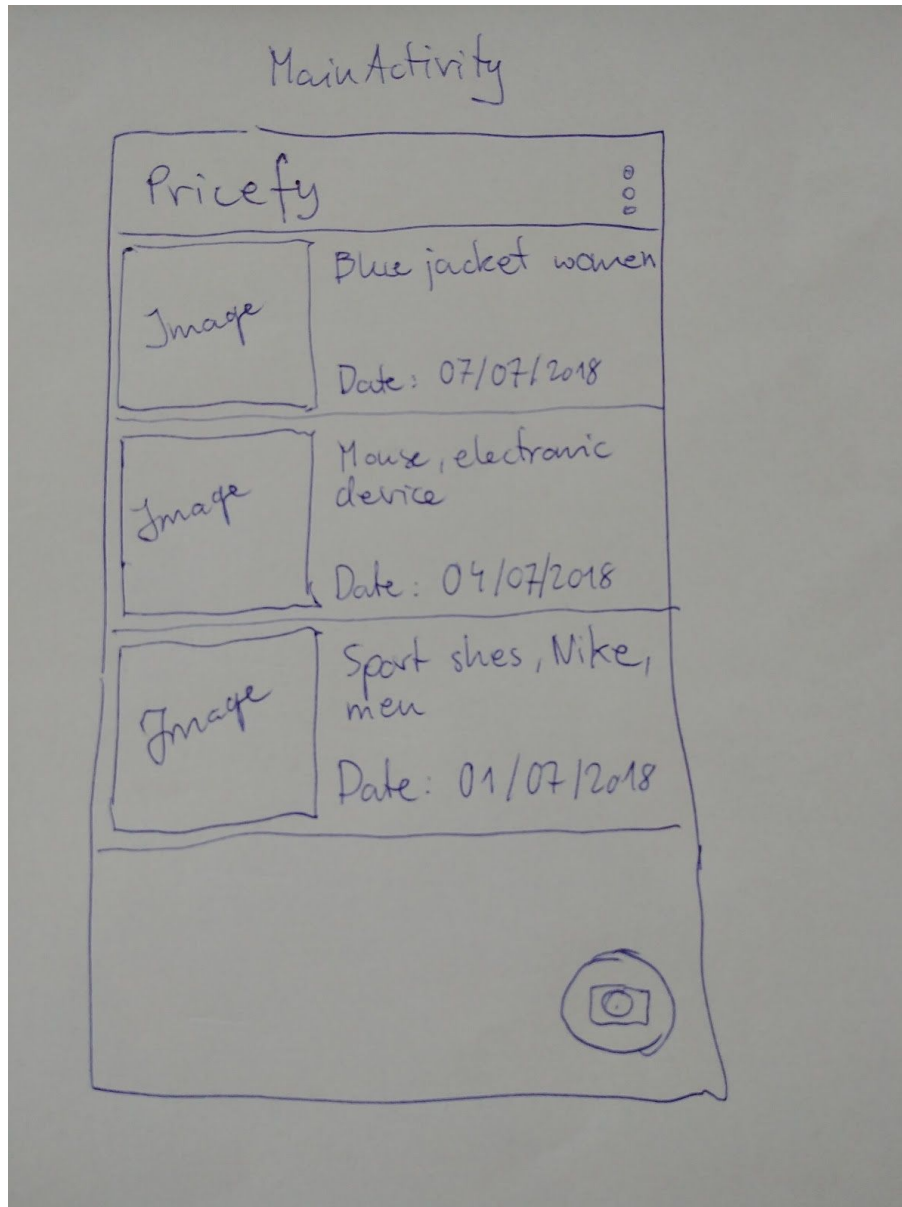 MainActivity
Pricefy
Image
Blue jacket women
Date: 07/07/2018
Image
Mouse, electronic
device
Date: 04/07/2018
Image
Sport shes, Nike,
men
Date: 01/07/2018